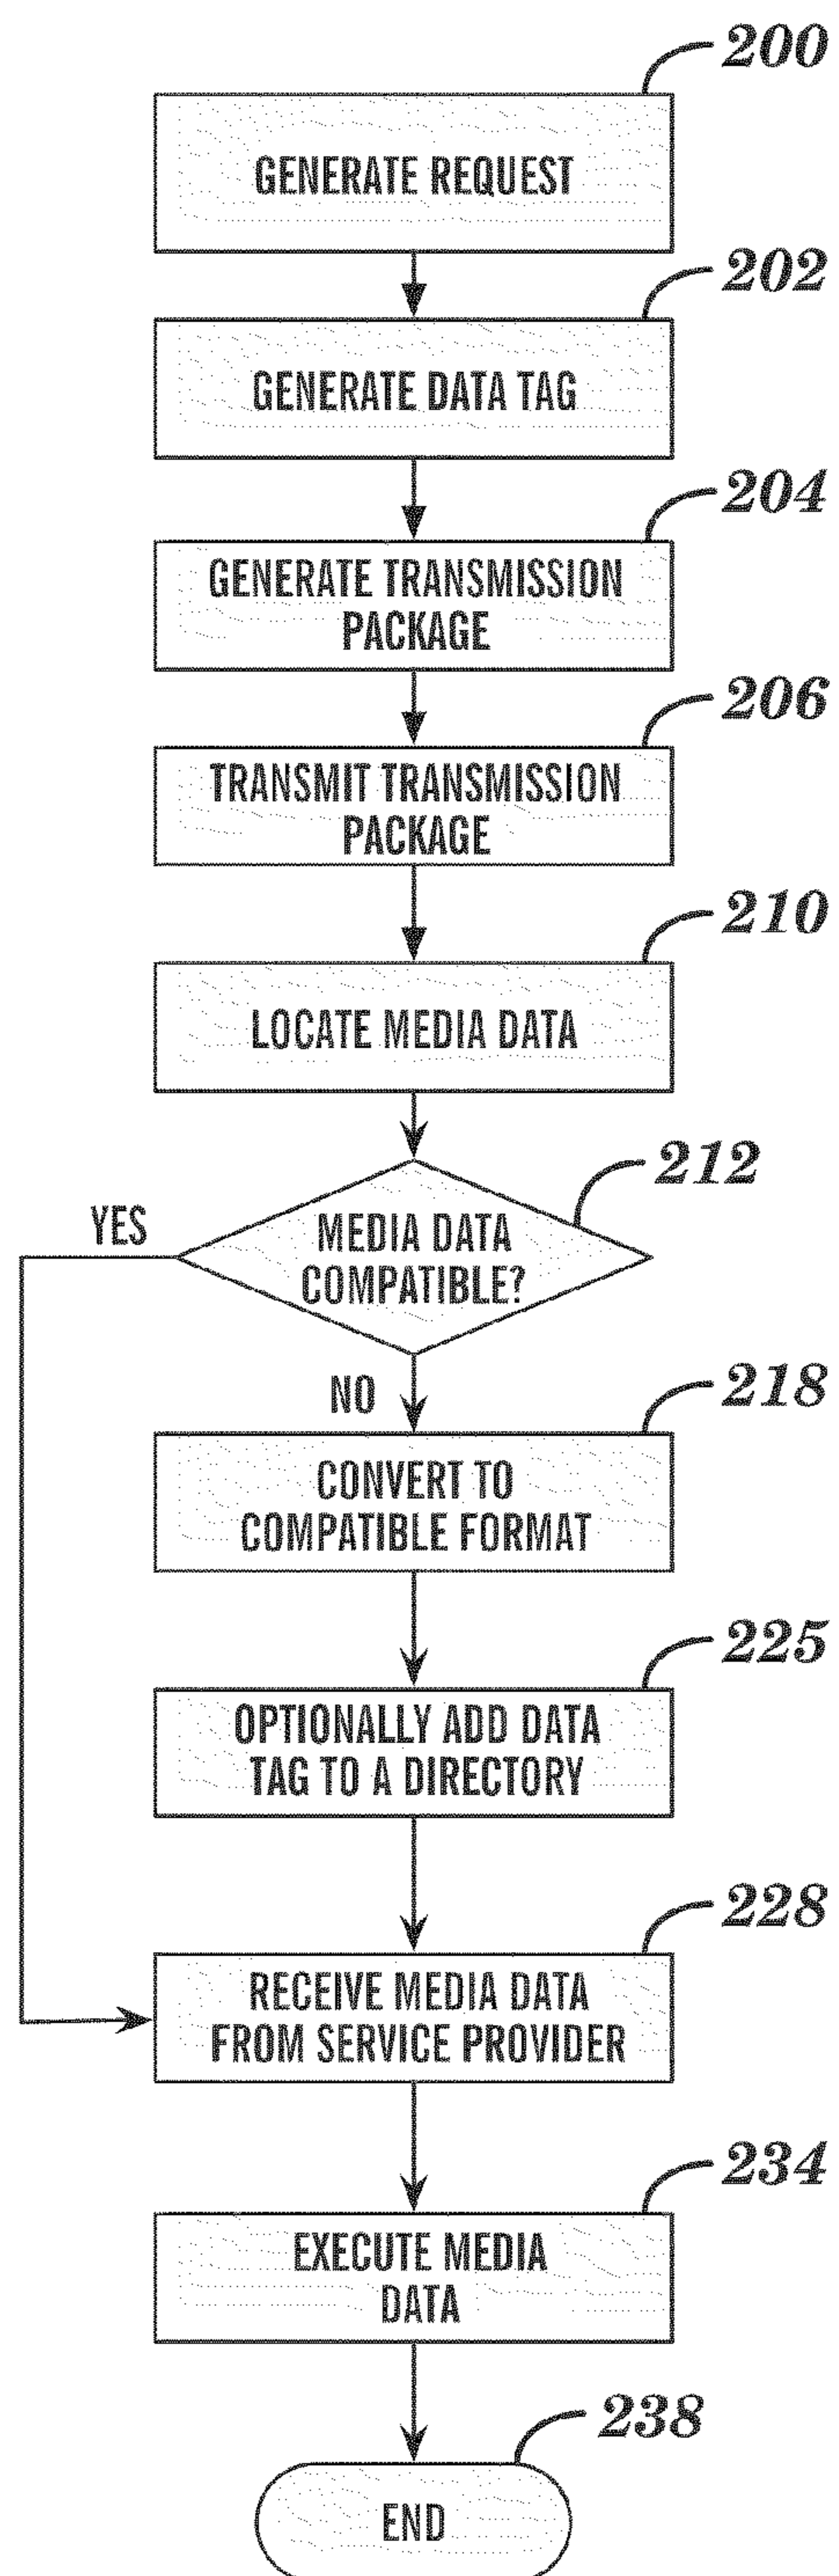 200
GENERATE REQUEST
202
GENERATE DATA TAG
204
GENERATE TRANSMISSION
PACKAGE
206
TRANSMIT TRANSMISSION
PACKAGE
210
LOCATE MEDIA DATA
212
YES
MEDIA DATA
COMPATIBLE?
NO
218
CONVERT TO
COMPATIBLE FORMAT
225
OPTIONALLY ADD DATA
TAG TO A DIRECTORY
228
RECEIVE MEDIA DATA
FROM SERVICE PROVIDER
234
EXECUTE MEDIA
DATA
238
END